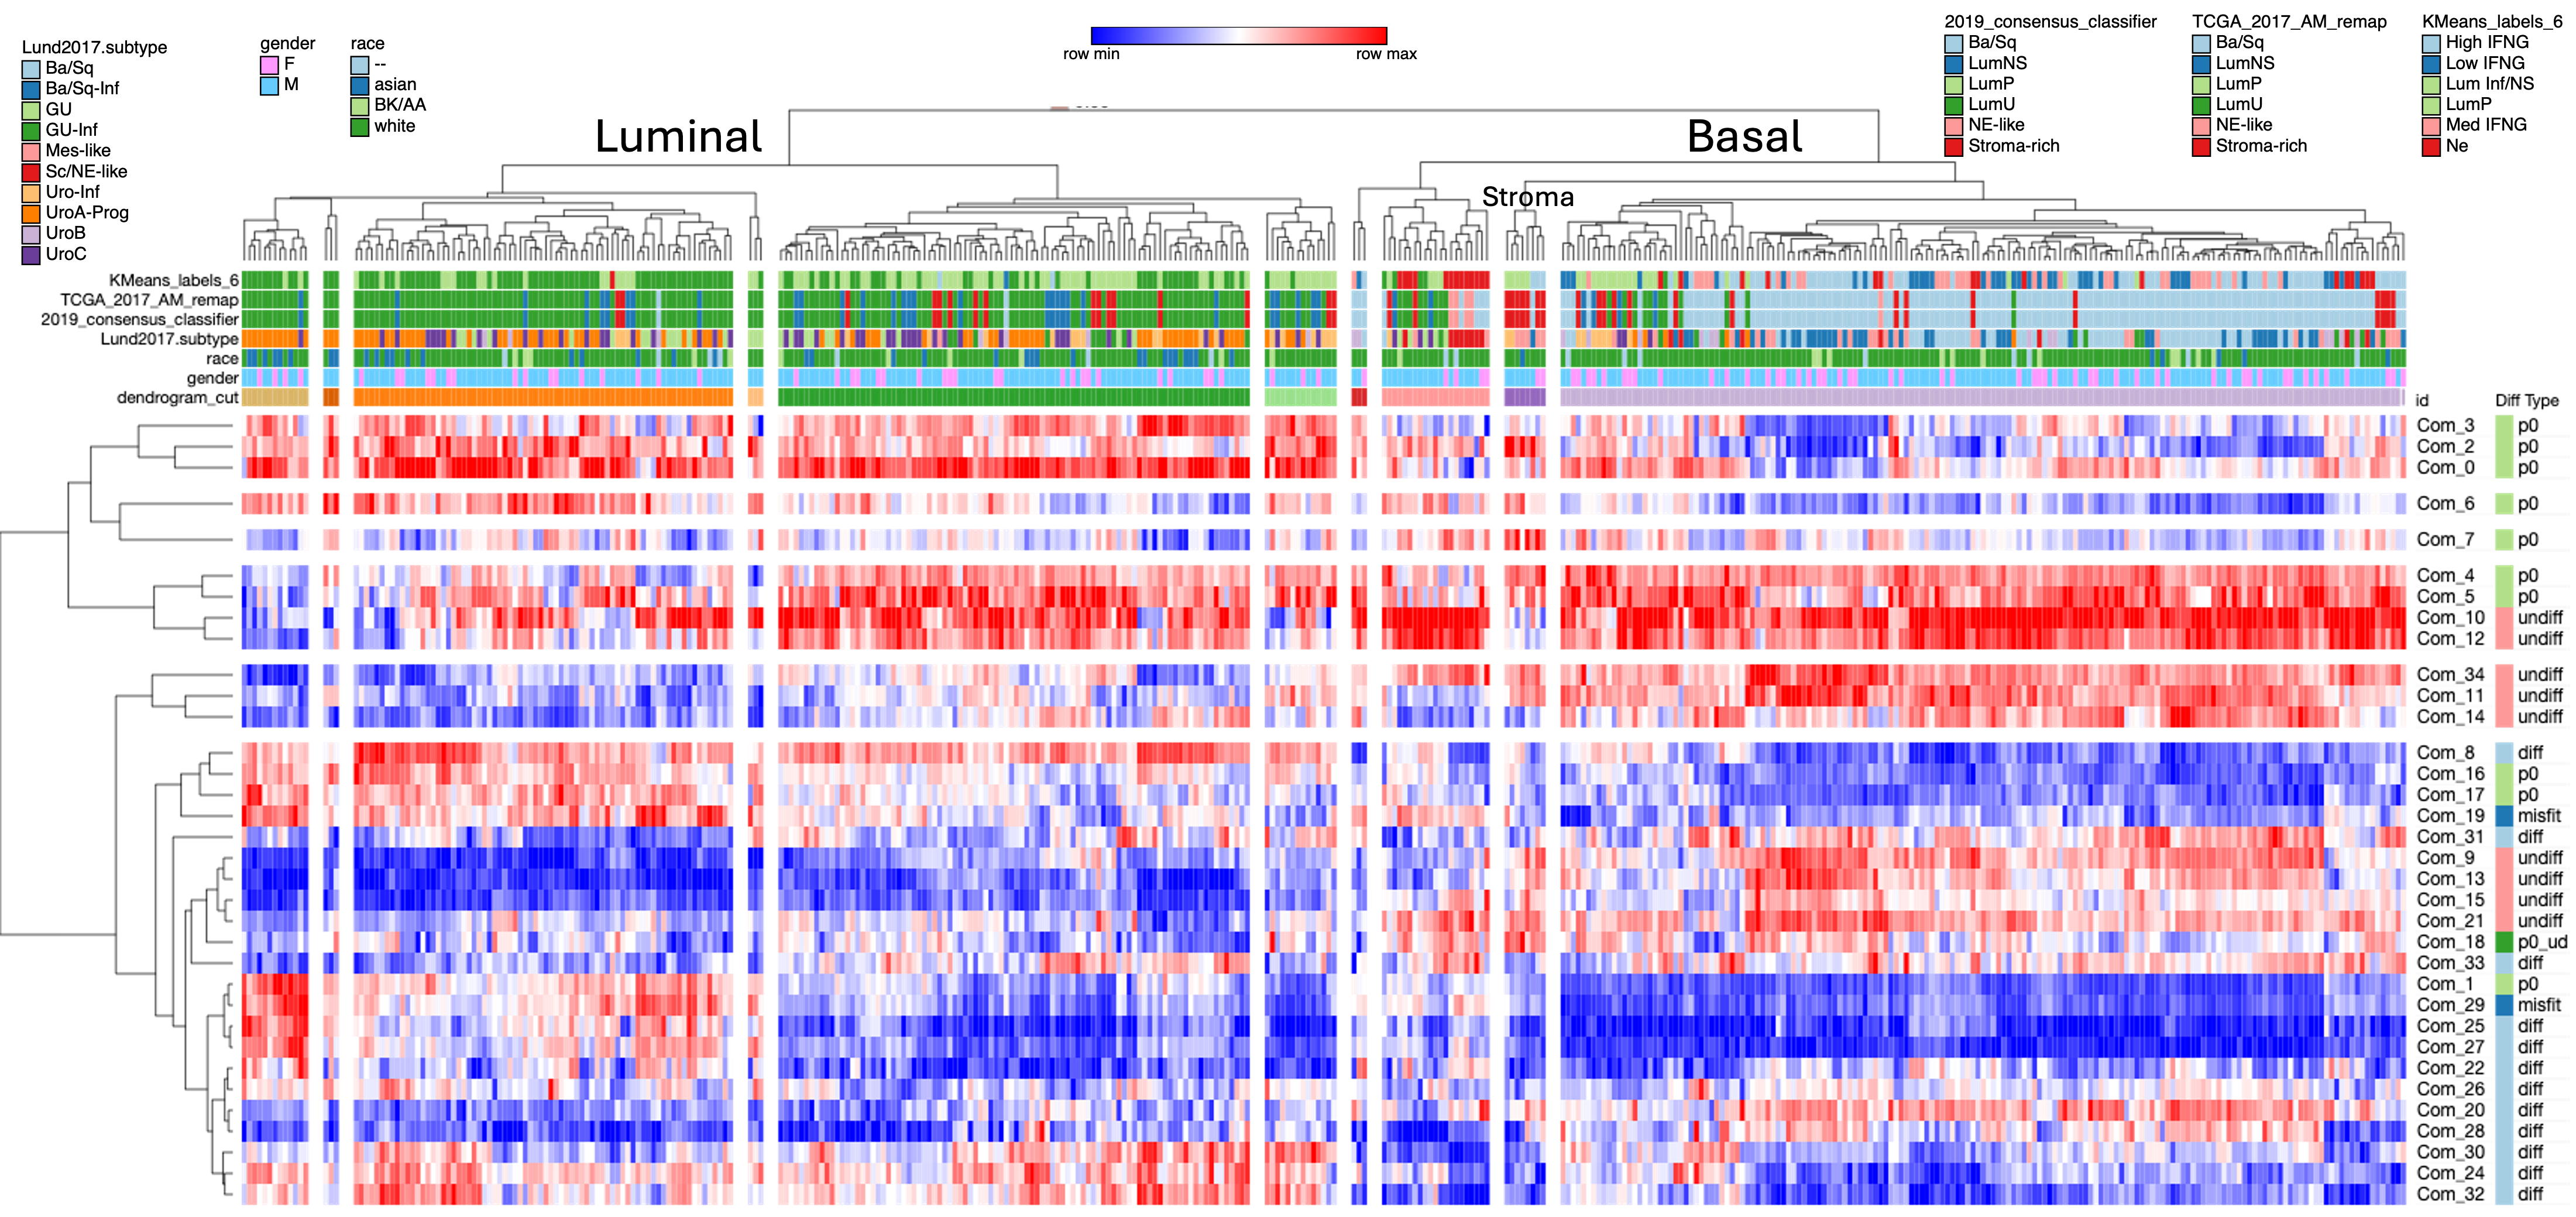 Lund2017.subtype
Ba/Sq
Ba/Sq-Inf
GU
GU-Inf
Mes-like
Sc/NE-like
Uro-Inf
UroA-Prog
UroB
UroC
gender
F
M
race
--
asian
BK/AA
white
row min
row max
2019_consensus_classifier
Ba/Sq
LumNS
LumP
LumU
NE-like
Stroma-rich
TCGA_2017_AM_remap
Ba/Sq
LumNS
LumP
LumU
NE-like
Stroma-rich
KMeans_labels_6
High IFNG
Low IFNG
Lum Inf/NS
LumP
Med IFNG
Ne
Luminal
Basal
Stroma
KMeans_labels_6
TCGA_2017_AM_remap
2019_consensus_classifier
Lund2017.subtype
race
gender
dendrogram_cut
id Diff Type
Com_3 p0
Com_2 p0
Com_0 p0
Com_6 p0
Com_7 p0
Com_4 p0
Com_5 p0
Com_10 undiff
Com_12 undiff
Com_34 undiff
Com_11 undiff
Com_14 undiff
Com_8 diff
Com_16 p0
Com_17 p0
Com_19 misfit
Com_31 diff
Com_9 undiff
Com_13 undiff
Com_15 undiff
Com_21 undiff
Com_18 p0_ud
Com_33 diff
Com_1 p0
Com_29 misfit
Com_25 diff
Com_27 diff
Com_22 diff
Com_26 diff
Com_20 diff
Com_28 diff
Com_30 diff
Com_24 diff
Com_32 diff